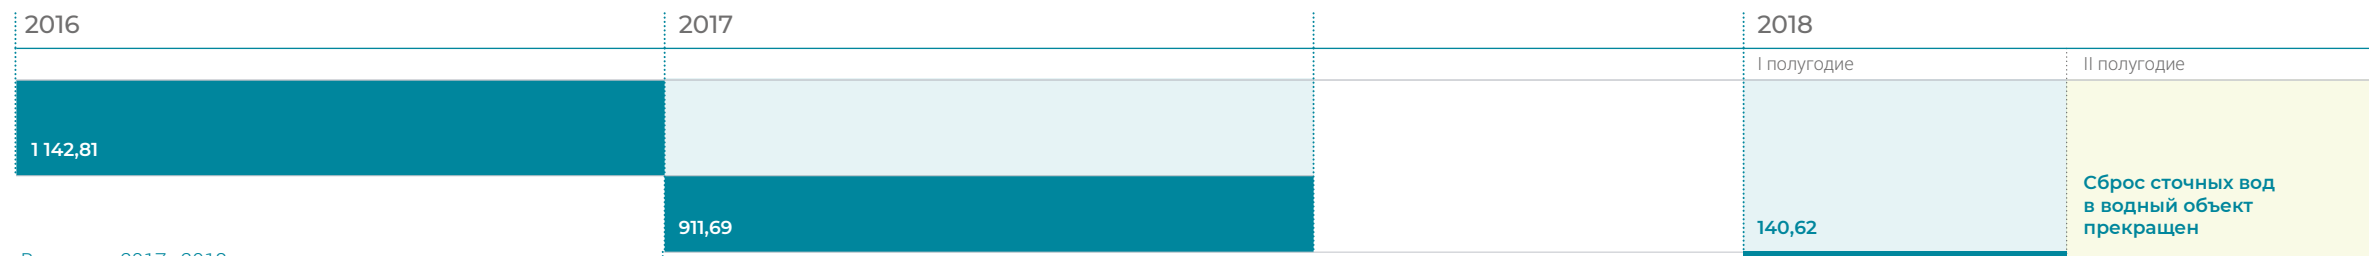 2016
2017
2018
I полугодие
II полугодие
1 142,81
911,69
140,62
Сброс сточных вод
в водный объект
прекращен